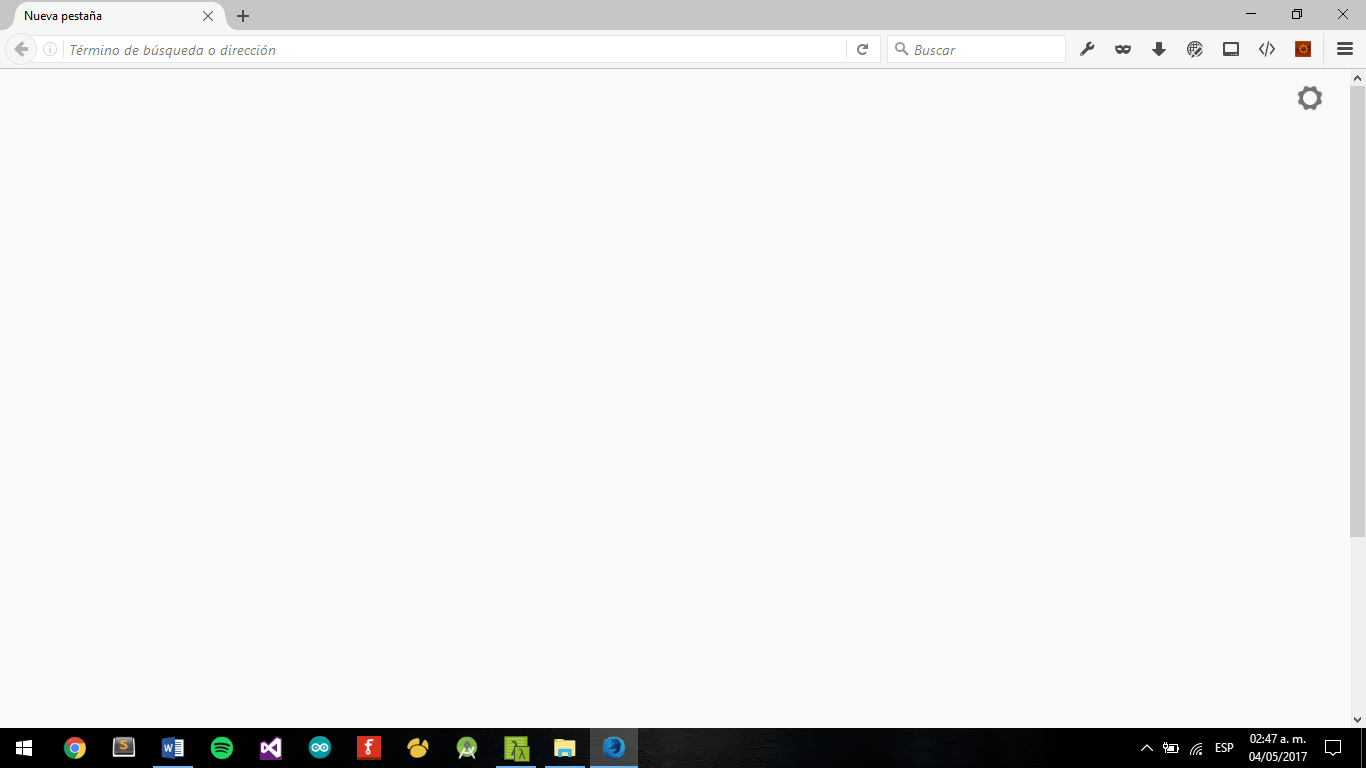 Nueva pestaña
Término de búsqueda o dirección
Buscar
ESP
02:47 a. m.
04/05/2017